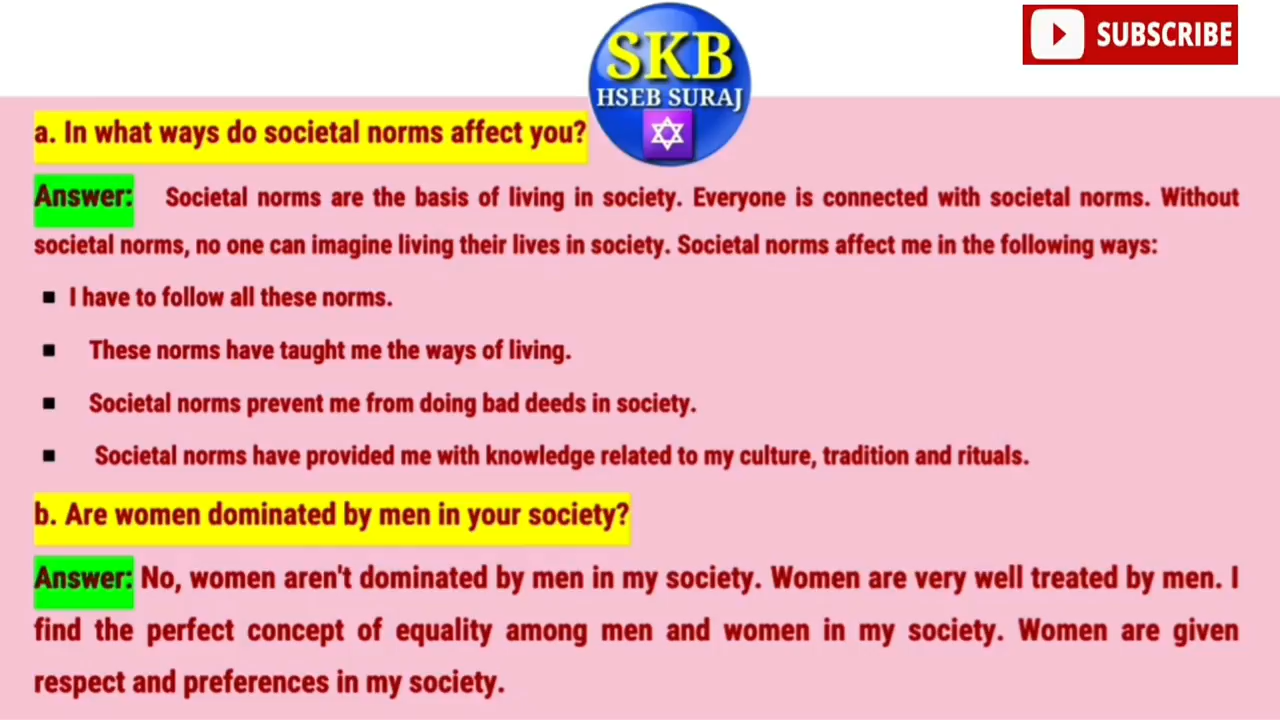 SKB
HSEB SURAJ
SUBSCRIBE
a. In what ways do societal norms affect you?
Answer: Societal norms are the basis of living in society. Everyone is connected with societal norms. Without
societal norms, no one can imagine living their lives in society. Societal norms affect me in the following ways:
▪ I have to follow all these norms.
▪ These norms have taught me the ways of living.
▪ Societal norms prevent me from doing bad deeds in society.
▪ Societal norms have provided me with knowledge related to my culture, tradition and rituals.
b. Are women dominated by men in your society?
Answer: No, women aren't dominated by men in my society. Women are very well treated by men. I
find the perfect concept of equality among men and women in my society. Women are given
respect and preferences in my society.